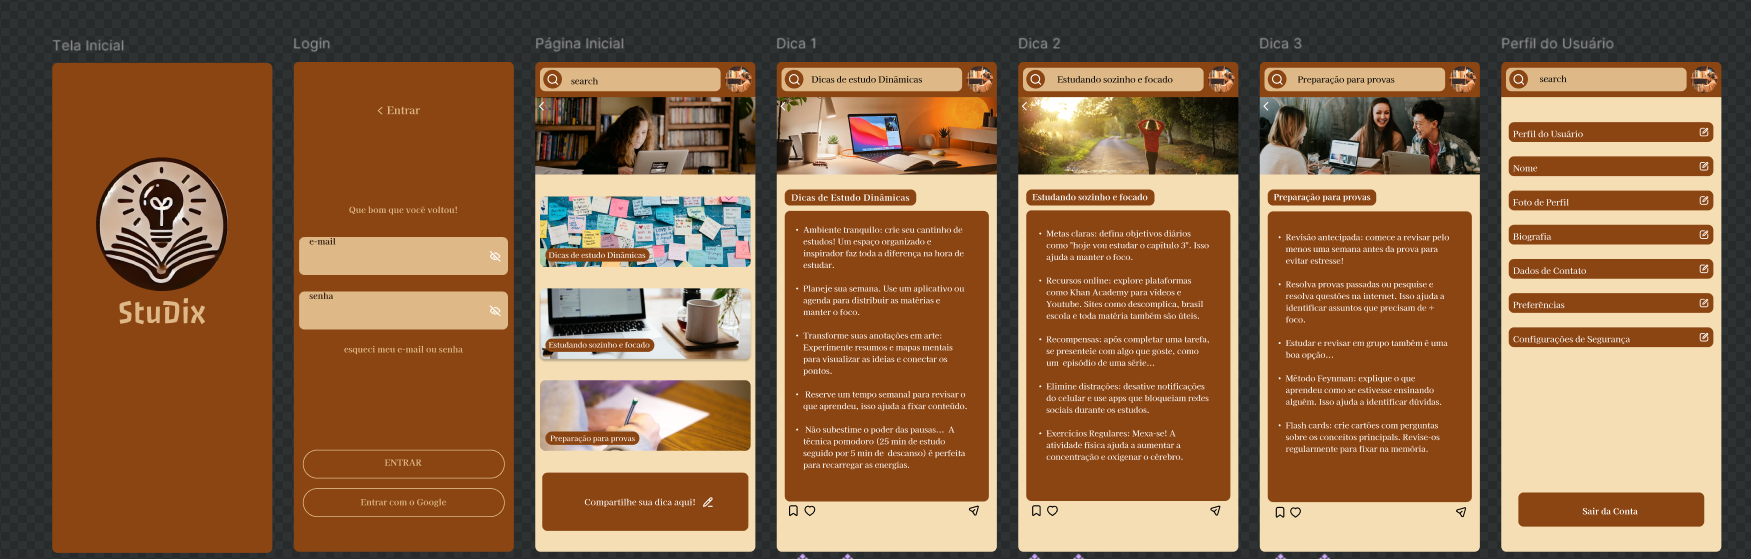 Tela Inicial
StuDix
Login
Entrar
Que bom que você voltou!
e-mail
senha
esqueci meu e-mail ou senha
ENTRAR
Entrar com o Google
Página Inicial
search
Dicas de estudo Dinâmicas
Estudando sozinho e focado
Preparação para provas
Compartilhe sua dica aqui!
Dica 1
Dicas de estudo Dinâmicas
Dicas de Estudo Dinâmicas
• Ambiente tranquilo: crie seu cantinho de
estudos! Um espaço organizado e
inspirador faz toda a diferença na hora de
estudar.
• Planeje sua semana. Use um aplicativo ou
agenda para distribuir as matérias e
manter o foco.
• Transforme suas anotações em arte:
Experimente resumos e mapas mentais
para visualizar as ideias e conectar os
pontos.
• Reserve um tempo semanal para revisar o
que aprendeu, isso ajuda a fixar conteúdo.
• Não subestime o poder das pausas... A
técnica pomodoro (25 min de estudo
seguido por 5 min de descanso) é perfeita
para recarregar as energias.
Dica 2
Estudando sozinho e focado
Estudando sozinho e focado
• Metas claras: defina objetivos diários
como "hoje vou estudar o capitulo 3". Isso
ajuda a manter o foco.
• Recursos online: explore plataformas
como Khan Academy para vídeos e
Youtube. Sites como descomplica, brasil
escola e toda matéria também são úteis.
• Recompensas: após completar uma tarefa,
se presenteie com algo que goste, como
um episódio de uma série...
• Elimine distrações: desative notificações
do celular e use apps que bloqueiam redes
sociais durante os estudos.
• Exercicios Regulares: Mexa-se! A
atividade física ajuda a aumentar a
concentração e oxigenar o cérebro.
Dica 3
Preparação para provas
Preparação para provas
• Revisão antecipada: comece a revisar pelo
menos uma semana antes da prova para
evitar estresse!
• Resolva provas passadas ou pesquise e
resolva questões na internet. Isso ajuda a
identificar assuntos que precisam de +
foco.
• Estudar e revisar em grupo também é uma
boa opção...
• Método Feynman: explique o que
aprendeu como se estivesse ensinando
alguém. Isso ajuda a identificar dúvidas.
• Flash cards: crie cartões com perguntas
sobre os conceitos principais. Revise-os
regularmente para fixar na memória.
Perfil do Usuário
search
Perfil do Usuário
Nome
Foto de Perfil
Biografia
Dados de Contato
Preferências
Configurações de Segurança
Sair da Conta